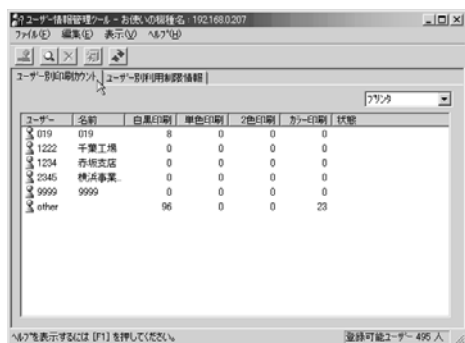 ユーザー情報管理ツール - お使いの機種名 : 192.168.0.207
ファイル(F) 編集(E) 表示(V) ヘルプ(H)
ユーザー別印刷カウント ユーザー別利用制限情報
プリンタ
ユーザー 名前 白黒印刷 単色印刷 2色印刷 カラー印刷 状態
019 019 8 0 0 0
1222 千葉工場 0 0 0 0
1234 赤坂支店 0 0 0 0
2345 横浜事業... 0 0 0 0
9999 9999 0 0 0 0
other 96 0 0 23
ヘルプを表示するには [F1] を押してください。 登録可能ユーザー 495 人